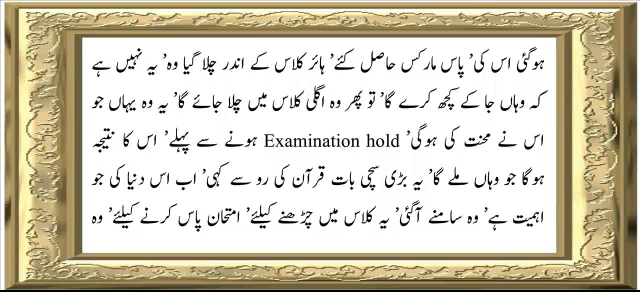 ہوگئی اس کی’ پاس مارکس حاصل کئے’ ہائر کلاس کے اندر چلا گیا وہ’ یہ نہیں ہے
کہ وہاں جا کے کچھ کرے گا’ تو پھر وہ اگلی کلاس میں چلا جائے گا’ یہ وہ یہاں جو
اس نے محنت کی ہوگی’ Examination hold ہونے سے پہلے’ اس کا نتیجہ
ہوگا جو وہاں ملے گا’ یہ بڑی سچی بات قرآن کی رو سے کہی’ اب اس دنیا کی جو
اہمیت ہے’ وہ سامنے آگئی’ یہ کلاس میں چڑھنے کیلئے’ امتحان پاس کرنے کیلئے’ وہ